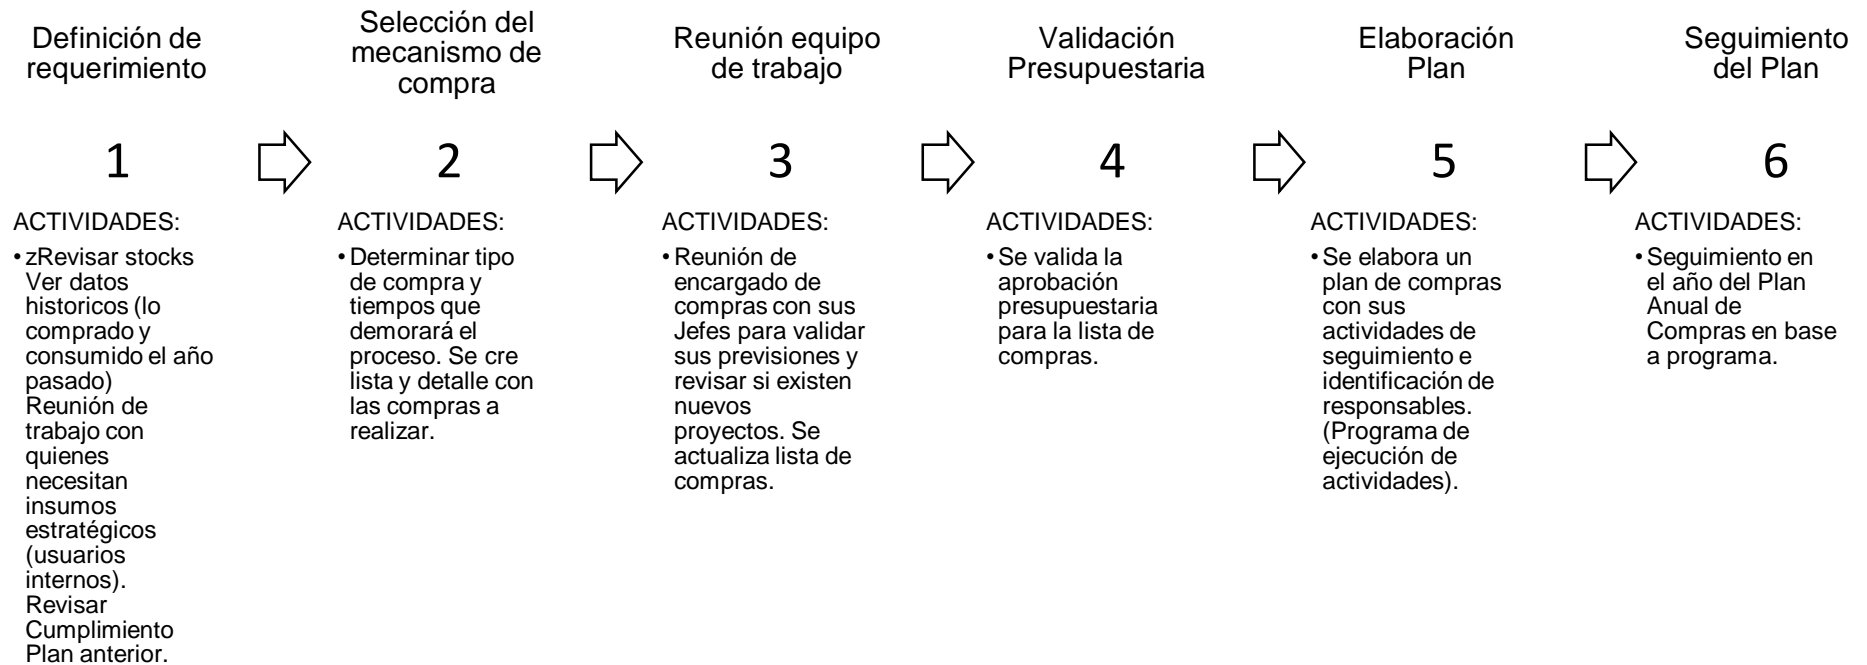 Definición de
requerimiento
Selección del
mecanismo de
compra
Reunión equipo
de trabajo
Validación
Presupuestaria
Elaboración
Plan
Seguimiento
del Plan
1
2
3
4
5
6
ACTIVIDADES:
• zRevisar stocks
Ver datos
historicos (lo
comprado y
consumido el año
pasado)
Reunión de
trabajo con
quienes
necesitan
insumos
estratégicos
(usuarios
internos).
Revisar
Cumplimiento
Plan anterior.
ACTIVIDADES:
• Determinar tipo
de compra y
tiempos que
demorará el
proceso. Se cre
lista y detalle con
las compras a
realizar.
ACTIVIDADES:
• Reunión de
encargado de
compras con sus
Jefes para validar
sus previsiones y
revisar si existen
nuevos
proyectos. Se
actualiza lista de
compras.
ACTIVIDADES:
• Se valida la
aprobación
presupuestaria
para la lista de
compras.
ACTIVIDADES:
• Se elabora un
plan de compras
con sus
actividades de
seguimiento e
identificación de
responsables.
(Programa de
ejecución de
actividades).
ACTIVIDADES:
• Seguimiento en
el año del Plan
Anual de
Compras en base
a programa.